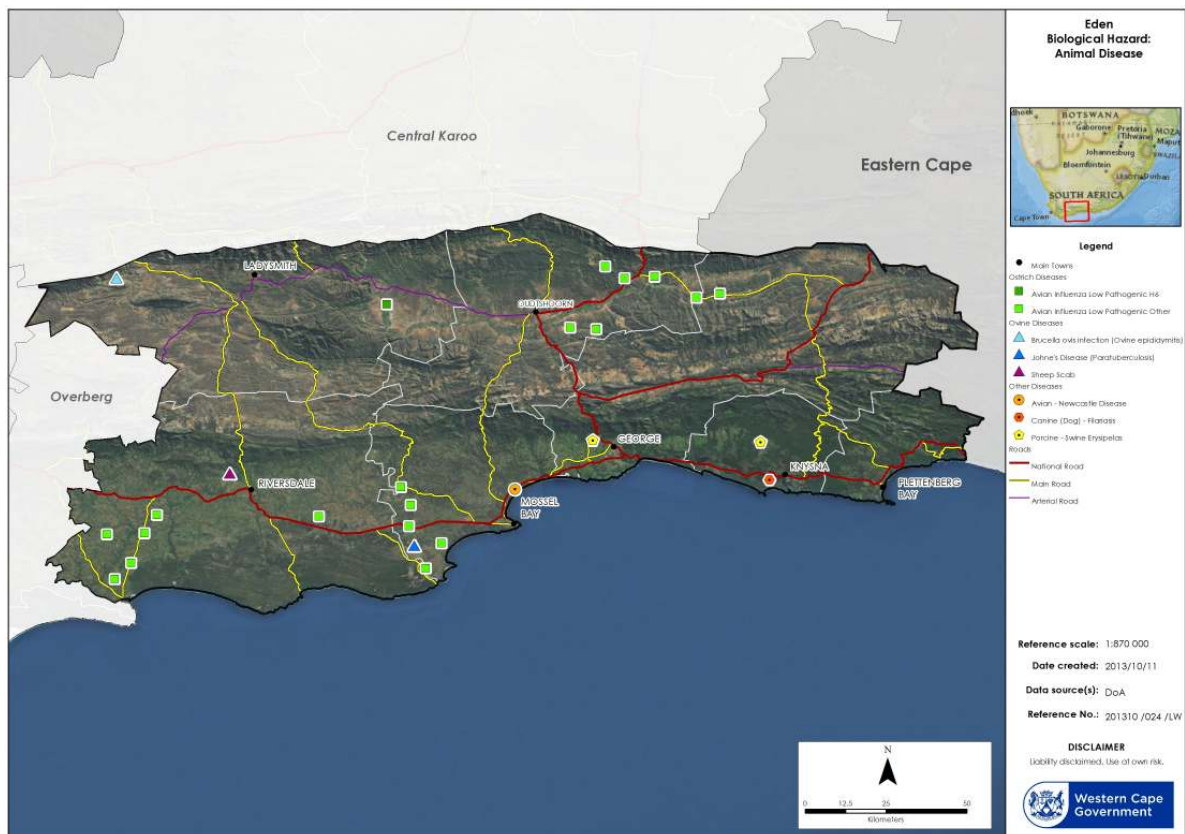 Eden
Biological Hazard:
Animal Disease
Central Karoo
Eastern Cape
Overberg
LADYSMITH
OUDTSHOORN
GEORGE
KNYSNA
PLETTENBERG
BAY
RIVERSDALE
MOSSEL
BAY
BOTSWANA
Gaborone
Pretoria
(Tshwane)
Johannesburg
Bloemfontein
Durban
SOUTH AFRICA
Cape Town
Legend
Main Towns
Ostrich Diseases
Avian Influenza Low Pathogenic H6
Avian Influenza Low Pathogenic Other
Ovine Diseases
Brucella ovis infection (Ovine epididymitis)
Johne's Disease (Paratuberculosis)
Sheep Scab
Other Diseases
Avian - Newcastle Disease
Canine (Dog) - Filariasis
Porcine - Swine Erysipelas
Roads
National Road
Main Road
Arterial Road
Reference scale: 1:870 000
Date created: 2013/10/11
Data source(s): DoA
Reference No.: 201310 /024 /LW
DISCLAIMER
Liability disclaimed. Use at own risk.
N
0 12.5 25 50
Kilometers
Western Cape
Government